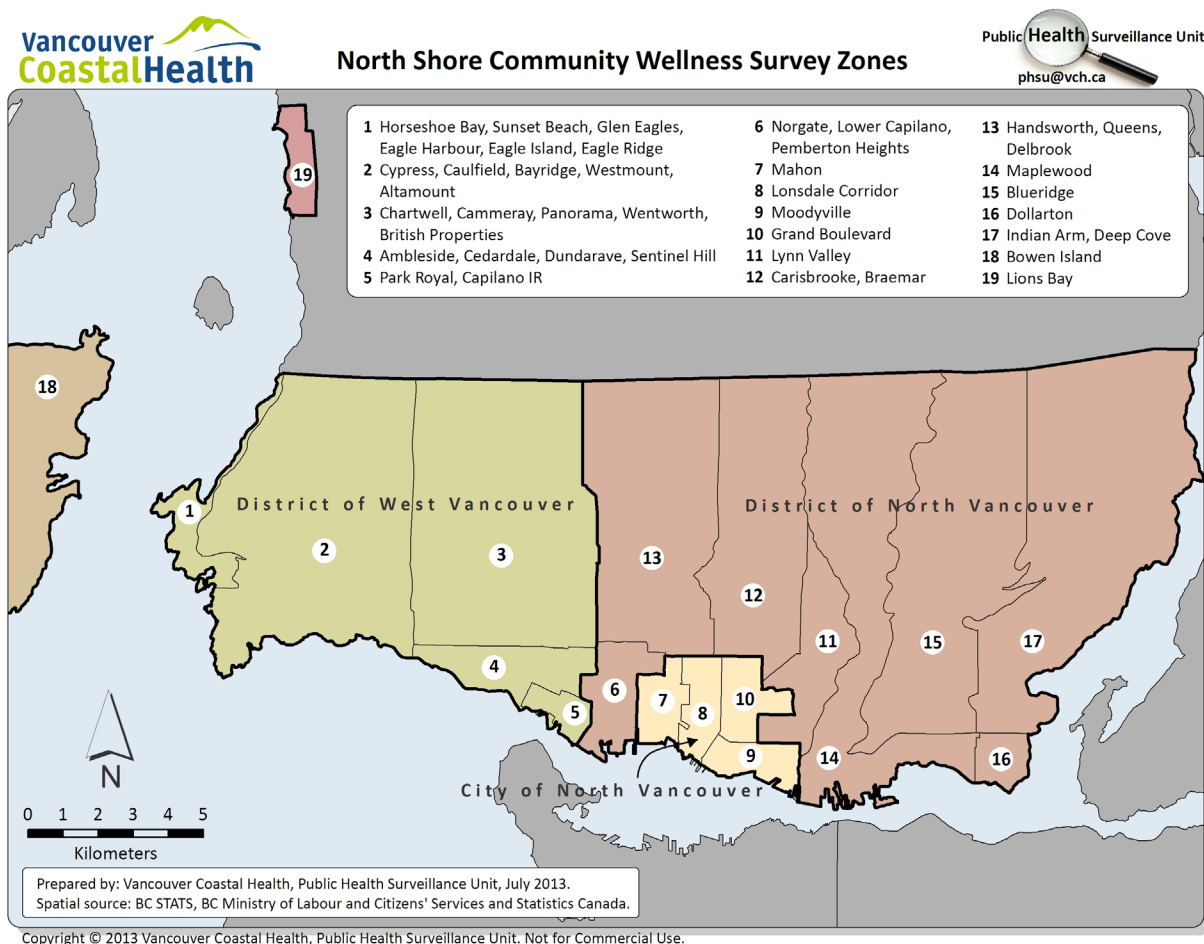 Vancouver
CoastalHealth
North Shore Community Wellness Survey Zones
Public Health Surveillance Unit
phsu@vch.ca
1 Horseshoe Bay, Sunset Beach, Glen Eagles,
Eagle Harbour, Eagle Island, Eagle Ridge
2 Cypress, Caulfield, Bayridge, Westmount,
Altamount
3 Chartwell, Cammeray, Panorama, Wentworth,
British Properties
4 Ambleside, Cedardale, Dundarave, Sentinel Hill
5 Park Royal, Capilano IR
6 Norgate, Lower Capilano,
Pemberton Heights
7 Mahon
8 Lonsdale Corridor
9 Moodyville
10 Grand Boulevard
11 Lynn Valley
12 Carisbrooke, Braemar
13 Handsworth, Queens,
Delbrook
14 Maplewood
15 Blueridge
16 Dollarton
17 Indian Arm, Deep Cove
18 Bowen Island
19 Lions Bay
19
18
1
District of West Vancouver
District of North Vancouver
2
3
13
12
11
15
17
4
6
5
7
8
10
9
14
16
City of North Vancouver
N
0 1 2 3 4 5
Kilometers
Prepared by: Vancouver Coastal Health, Public Health Surveillance Unit, July 2013.
Spatial source: BC STATS, BC Ministry of Labour and Citizens' Services and Statistics Canada.
Copyright © 2013 Vancouver Coastal Health, Public Health Surveillance Unit. Not for Commercial Use.